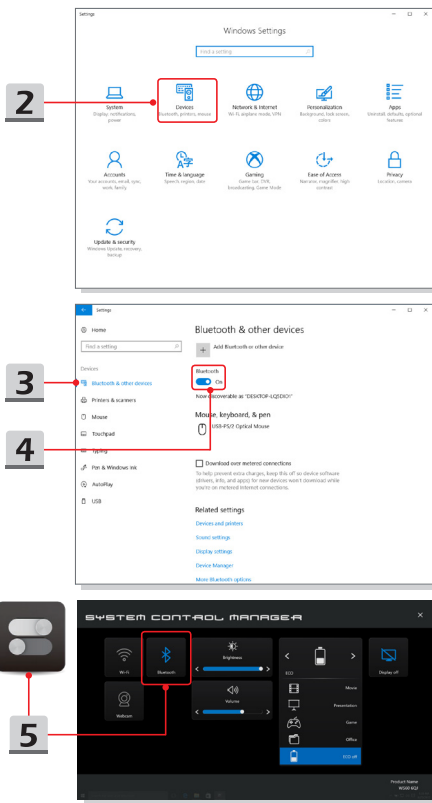 Settings
Windows Settings
Find a setting
2
System
Display, notifications,
power
Devices
Bluetooth, printers, mouse
Network & Internet
Wi-Fi, airplane mode, VPN
Personalization
Background, lock screen,
colors
Apps
Uninstall, defaults, optional
features
Accounts
Your accounts, email, sync,
work, family
Time & language
Speech, region, date
Gaming
Game bar, DVR,
broadcasting, Game Mode
Ease of Access
Narrator, magnifier, high
contrast
Privacy
Location, camera
Update & security
Windows Update, recovery,
backup
Settings
Home
Find a setting
Devices
3
Bluetooth & other devices
Printers & scanners
Mouse
Touchpad
4
Typing
Pen & Windows Ink
AutoPlay
USB
Bluetooth & other devices
Add Bluetooth or other device
Bluetooth
On
Now discoverable as
Mouse, keyboard, & pen
USB-PS/2 Optical Mouse
Download over metered connections
To help prevent extra charges, keep this off so device software
(drivers, info, and apps) for new devices won't download while
you're on metered Internet connections.
Related settings
Devices and printers
Sound settings
Display settings
Device Manager
More Bluetooth options
5
SYSTEM CONTROL MANAGER
Wi-Fi
Bluetooth
Brightness
Webcam
Volume
ECO
Movie
Presentation
Game
Office
ECO off
Display off
Product Name